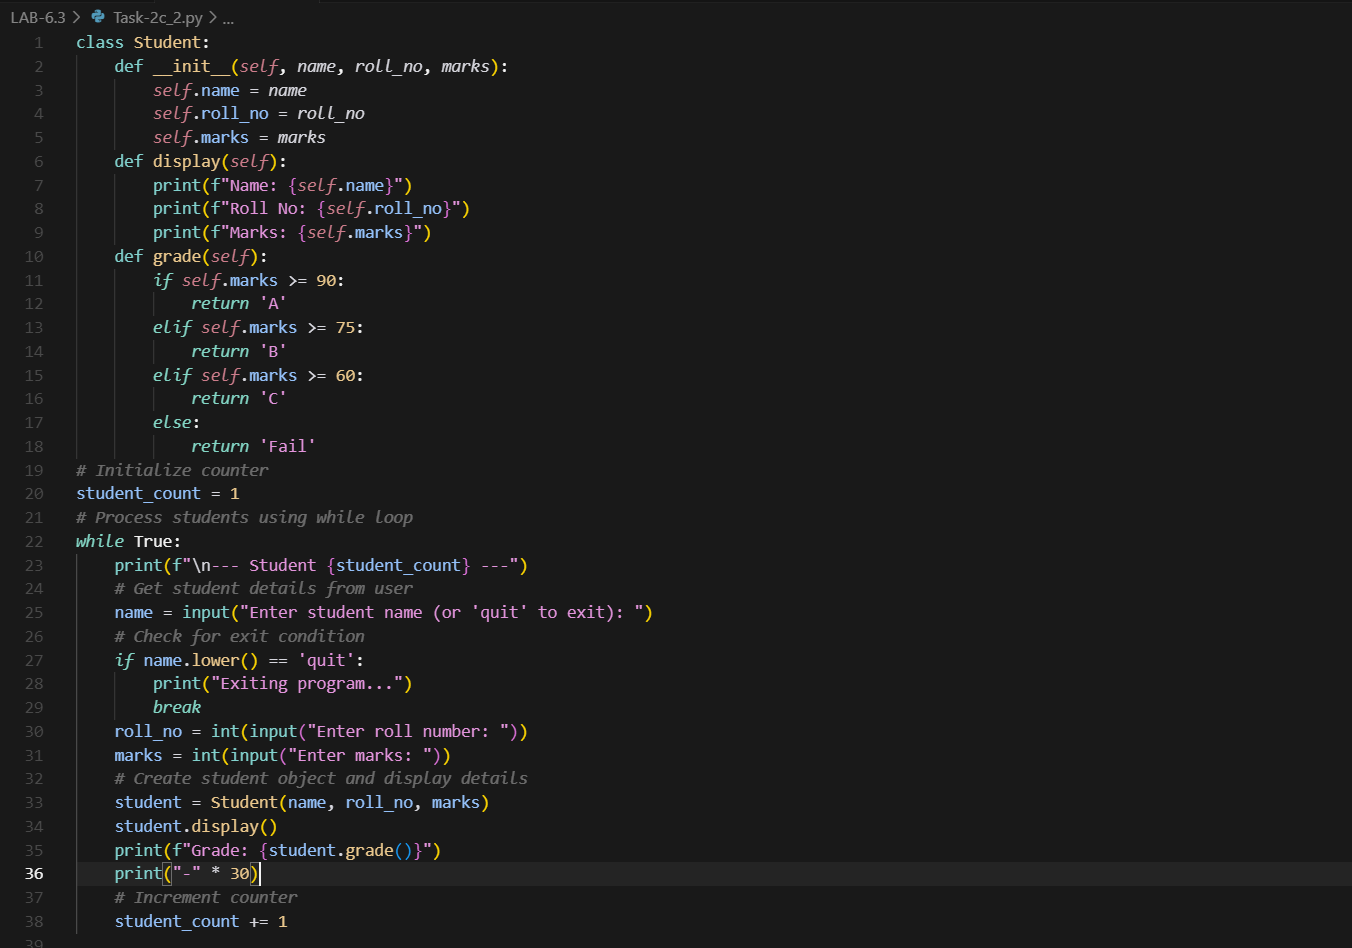 LAB-6.3 > Task-2c_2.py > ...
1 class Student:
2     def __init__(self, name, roll_no, marks):
3         self.name = name
4         self.roll_no = roll_no
5         self.marks = marks
6     def display(self):
7         print(f"Name: {self.name}")
8         print(f"Roll No: {self.roll_no}")
9         print(f"Marks: {self.marks}")
10     def grade(self):
11         if self.marks >= 90:
12             return 'A'
13         elif self.marks >= 75:
14             return 'B'
15         elif self.marks >= 60:
16             return 'C'
17         else:
18             return 'Fail'
19 # Initialize counter
20 student_count = 1
21 # Process students using while loop
22 while True:
23     print(f"\n--- Student {student_count} ---")
24     # Get student details from user
25     name = input("Enter student name (or 'quit' to exit): ")
26     # Check for exit condition
27     if name.lower() == 'quit':
28         print("Exiting program...")
29         break
30     roll_no = int(input("Enter roll number: "))
31     marks = int(input("Enter marks: "))
32     # Create student object and display details
33     student = Student(name, roll_no, marks)
34     student.display()
35     print(f"Grade: {student.grade()}")
36     print("-" * 30)
37     # Increment counter
38     student_count += 1
39